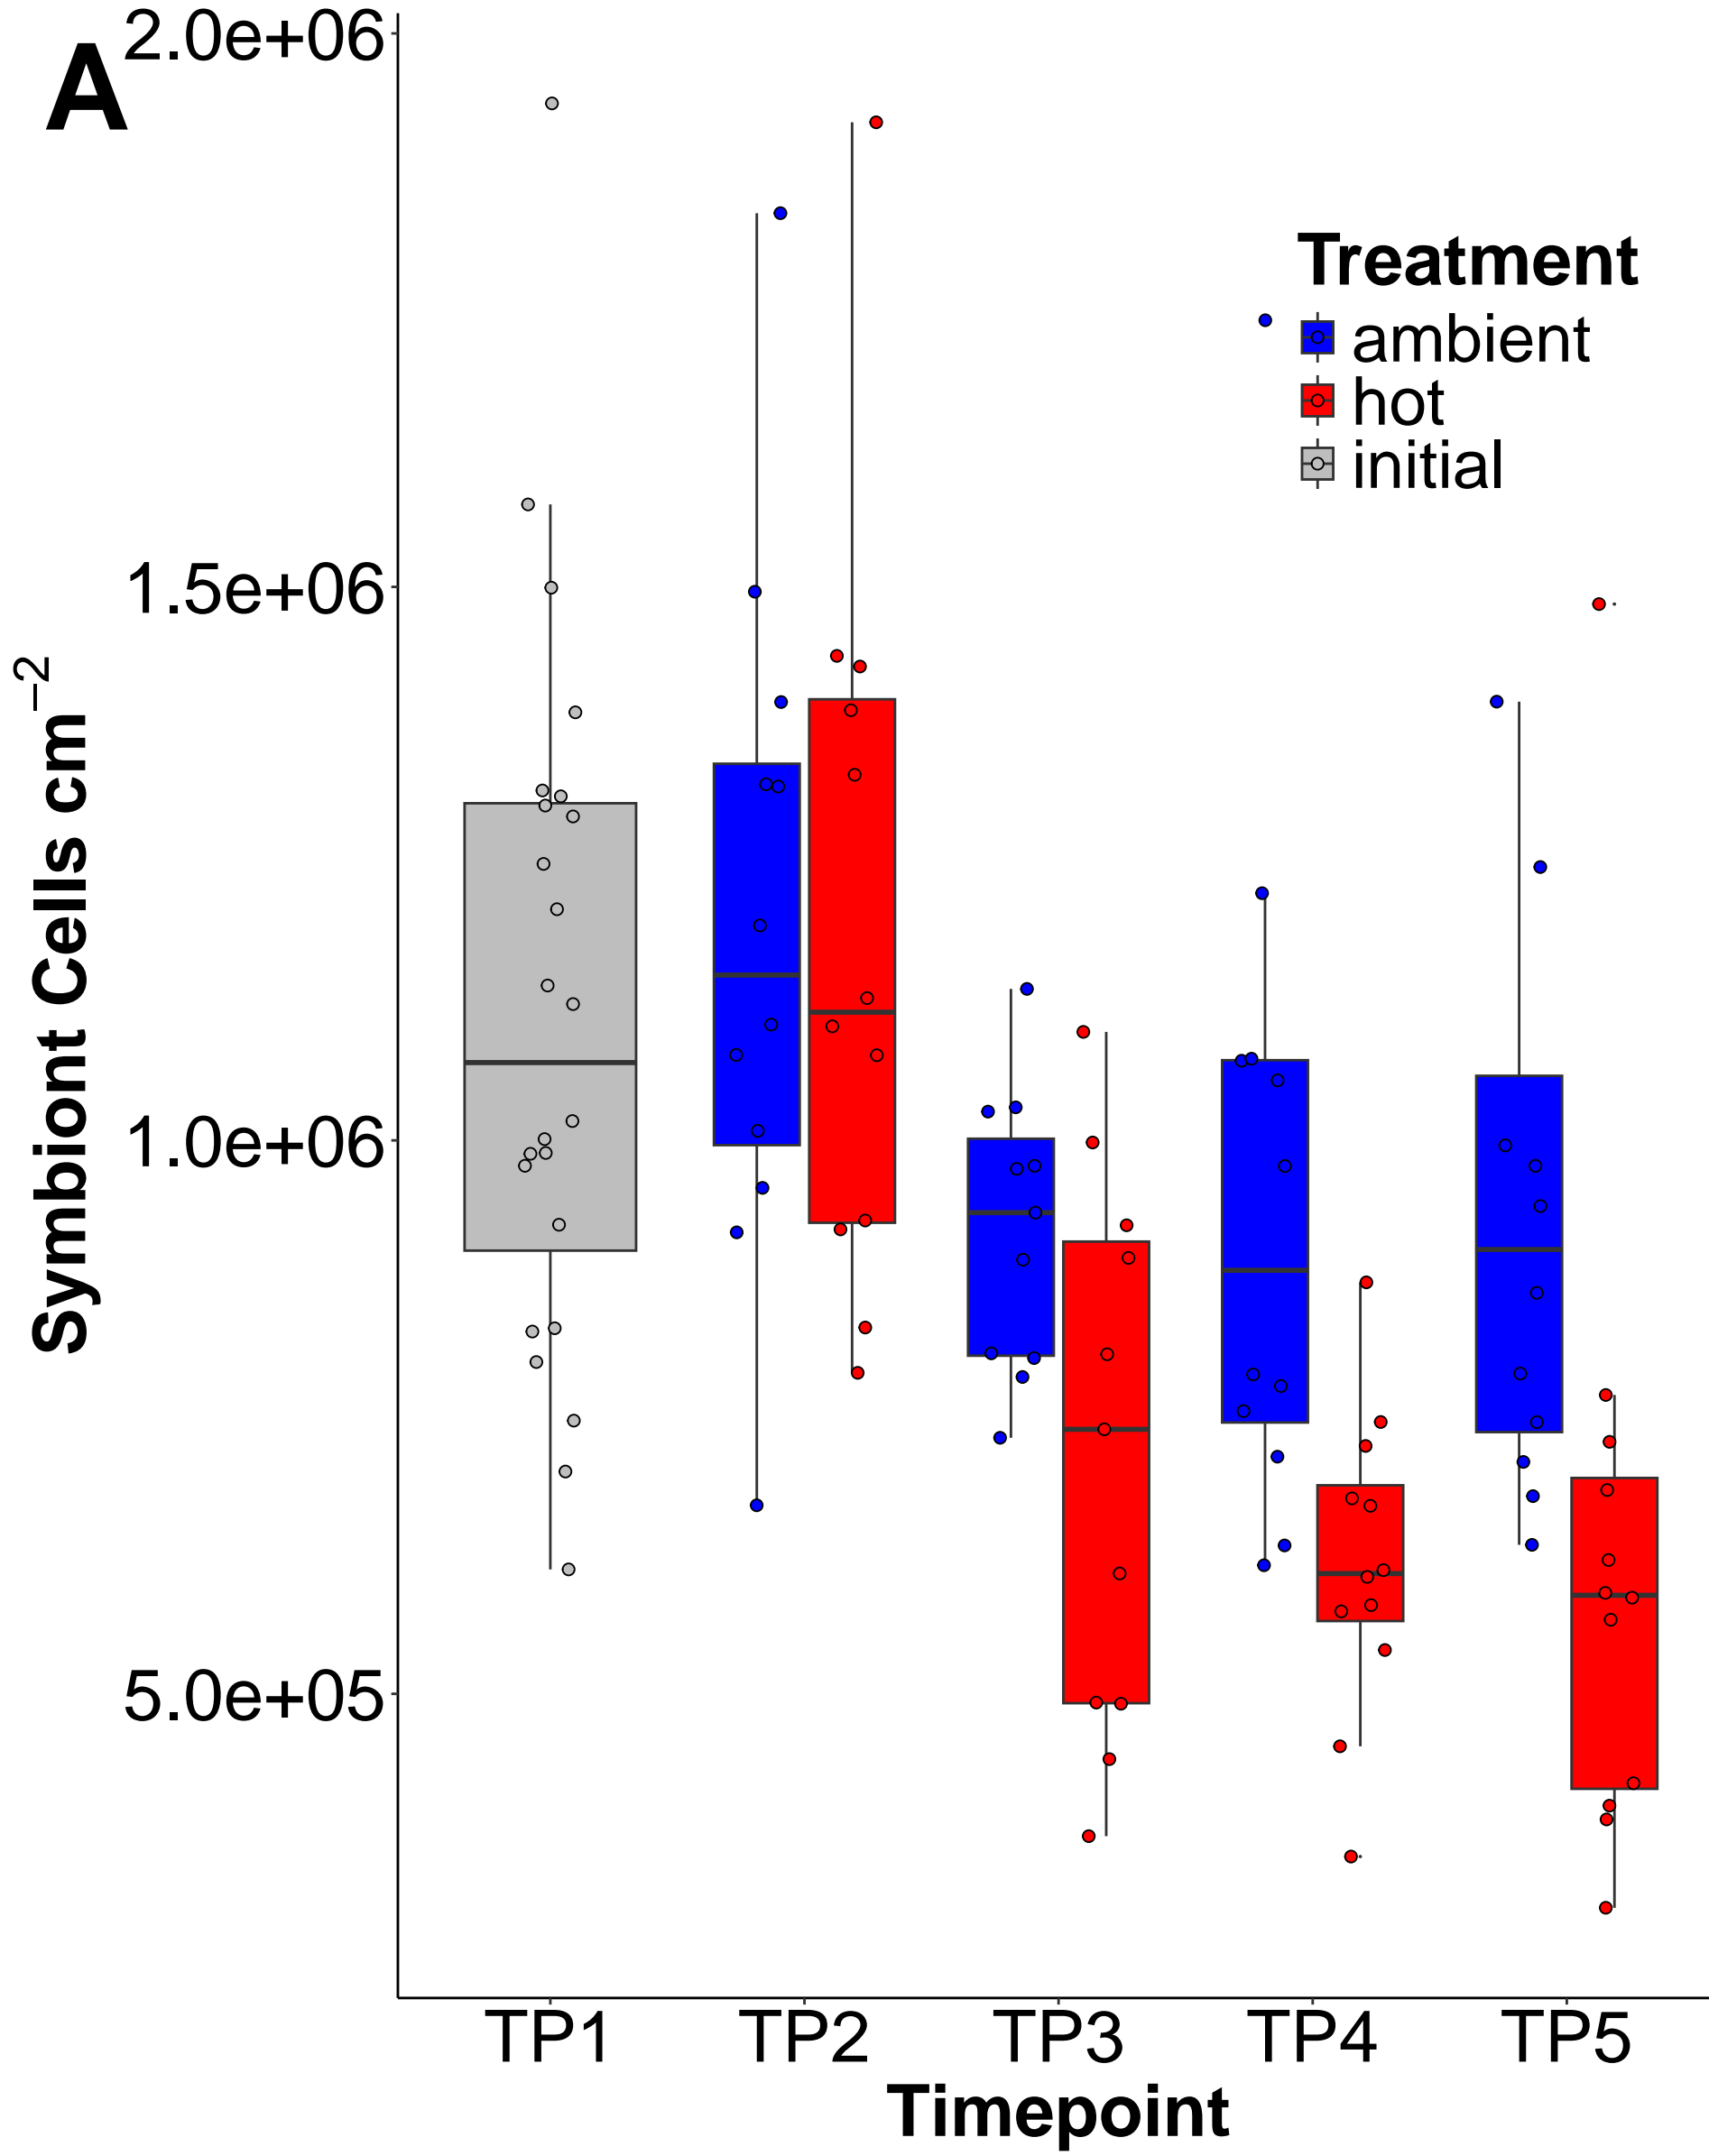 A
2.0e+06
1.5e+06
1.0e+06
5.0e+05
Symbiont Cells cm−2
Treatment
ambient
hot
initial
TP1 TP2 TP3 TP4 TP5
Timepoint